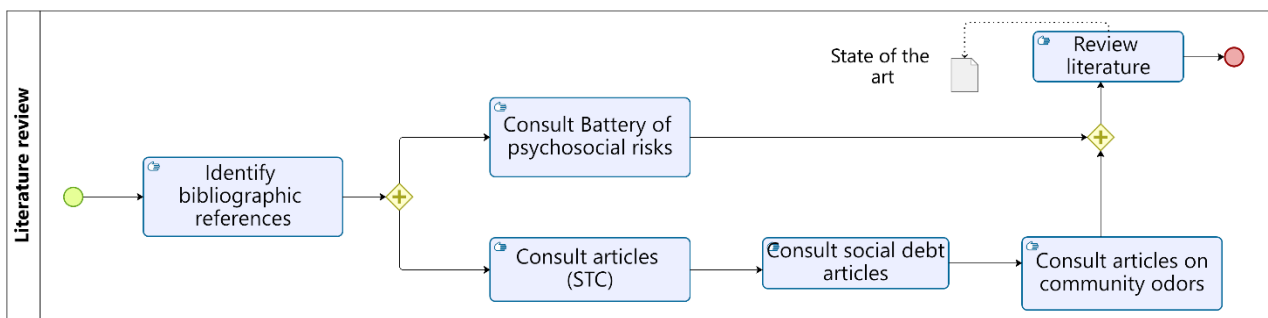 Literature review
Identify
bibliographic
references
Consult Battery of
psychosocial risks
Consult articles
(STC)
Consult social debt
articles
Consult articles on
community odors
State of the
art
Review
literature